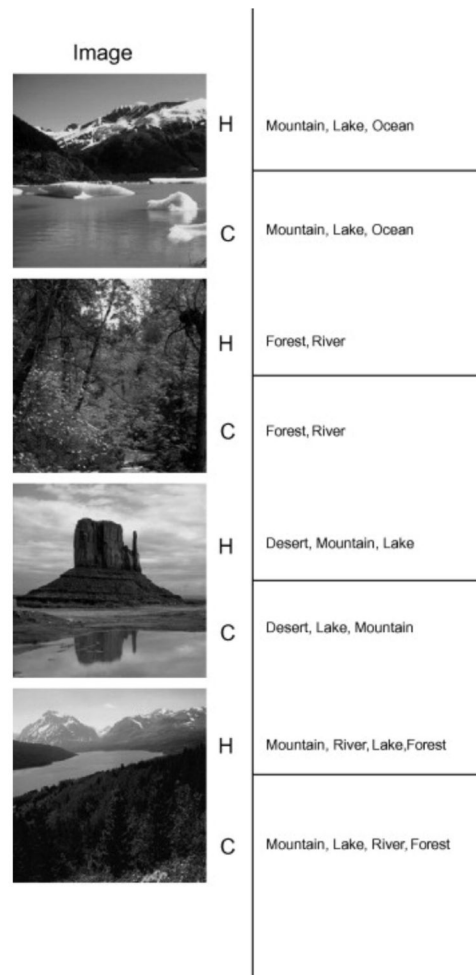 Image
H
Mountain, Lake, Ocean
C
Mountain, Lake, Ocean
H
Forest, River
C
Forest, River
H
Desert, Mountain, Lake
C
Desert, Lake, Mountain
H
Mountain, River, Lake,Forest
C
Mountain, Lake, River, Forest